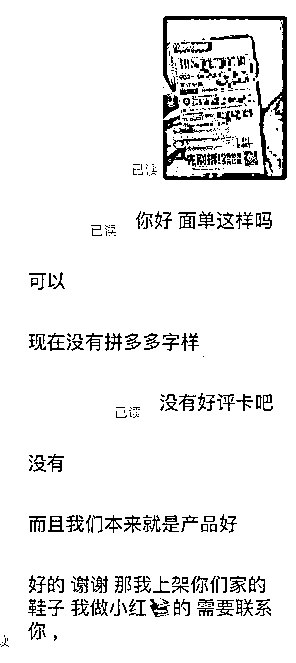 已读
已读 你好 面单这样吗
可以
现在没有拼多多字样
已读 没有好评卡吧
没有
而且我们本来就是产品好
好的 谢谢 那我上架你们家的
鞋子 我做小红🍠的 需要联系
你，
读